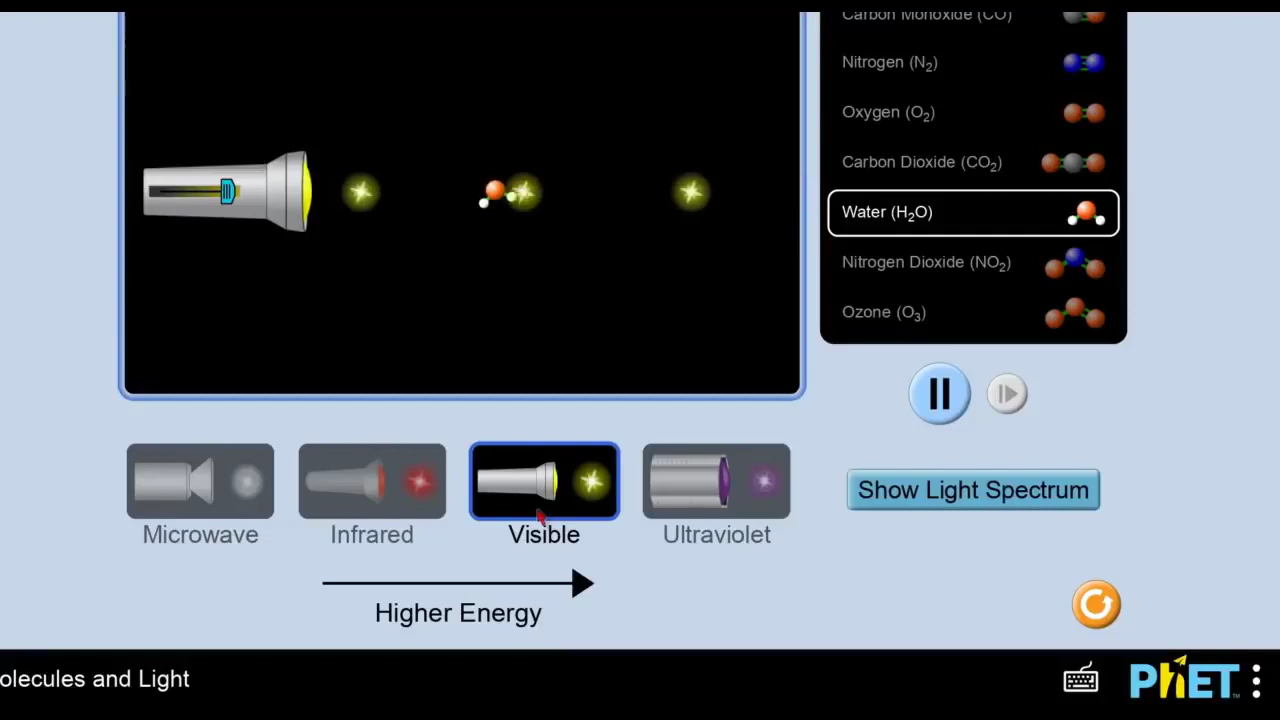 Carbon Monoxide (CO)
Nitrogen (N₂)
Oxygen (O₂)
Carbon Dioxide (CO₂)
Water (H₂O)
Nitrogen Dioxide (NO₂)
Ozone (O₃)
Show Light Spectrum
Microwave
Infrared
Visible
Ultraviolet
Higher Energy
olecules and Light
PhET™